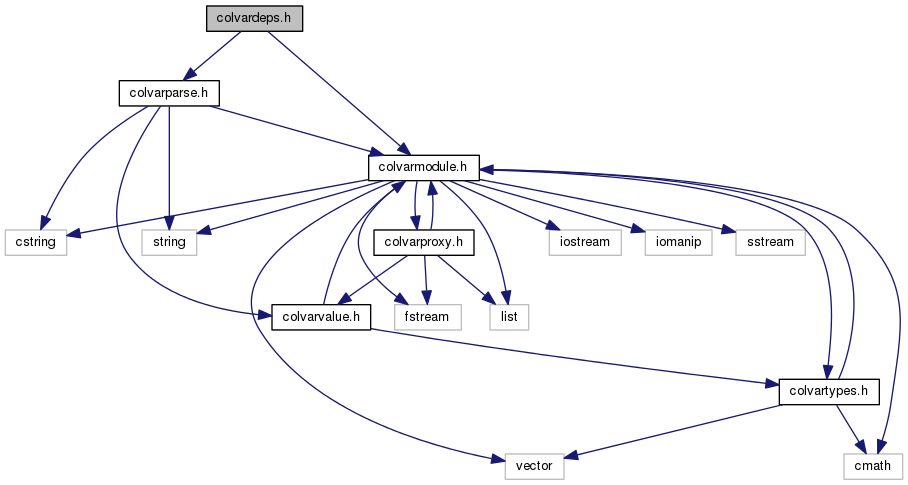 colvardeps.h
colvarparse.h
colvarmodule.h
cstring
string
colvarproxy.h
iostream
iomanip
sstream
colvarvalue.h
fstream
list
colvartypes.h
vector
cmath